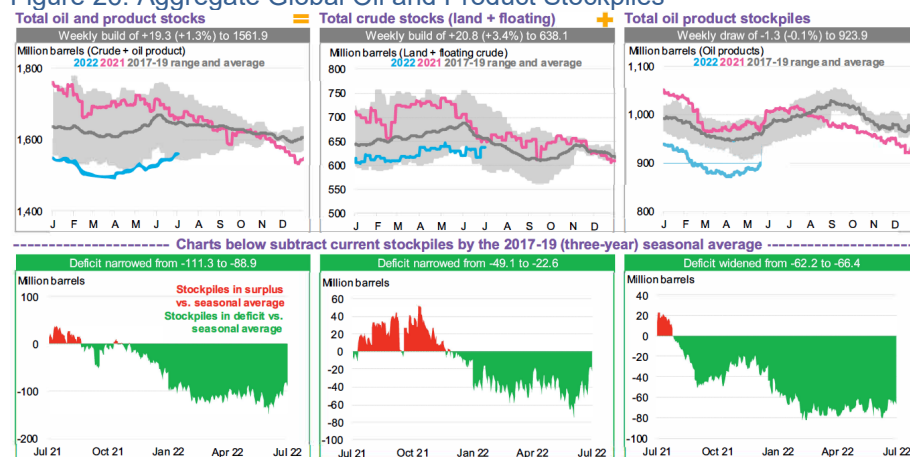 Figure 20: Aggregate Global Oil and Product Stockpiles
Total oil and product stocks = Total crude stocks (land + floating) + Total oil product stockpiles
Weekly build of +19.3 (+1.3%) to 1561.9
Million barrels (Crude + oil product)
2022 2021 2017-19 range and average
1,800
1,600
1,400
J F M A M J J A S O N D
Weekly build of +20.8 (+3.4%) to 638.1
Million barrels (Land + floating crude)
2022 2021 2017-19 range and average
800
750
700
650
600
550
500
J F M A M J J A S O N D
Weekly draw of -1.3 (-0.1%) to 923.9
Million barrels (Oil products)
2022 2021 2017-19 range and average
1,100
1,000
900
800
J F M A M J J A S O N D
Charts below subtract current stockpiles by the 2017-19 (three-year) seasonal average
Deficit narrowed from -111.3 to -88.9
Million barrels
Stockpiles in surplus
vs. seasonal average
Stockpiles in deficit vs.
seasonal average
100
0
-100
-200
Jul 21 Oct 21 Jan 22 Apr 22 Jul 22
Deficit narrowed from -49.1 to -22.6
Million barrels
60
40
20
0
-20
-40
-60
-80
-100
Jul 21 Oct 21 Jan 22 Apr 22 Jul 22
Deficit widened from -62.2 to -66.4
Million barrels
40
20
0
-20
-40
-60
-80
-100
Jul 21 Oct 21 Jan 22 Apr 22 Jul 22